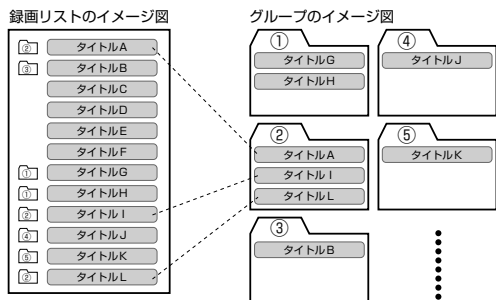 録画リストのイメージ図
② タイトルA
③ タイトルB
タイトルC
タイトルD
タイトルE
タイトルF
① タイトルG
① タイトルH
② タイトルI
④ タイトルJ
⑤ タイトルK
② タイトルL
グループのイメージ図
①
タイトルG
タイトルH
④
タイトルJ
②
タイトルA
タイトルI
タイトルL
⑤
タイトルK
③
タイトルB